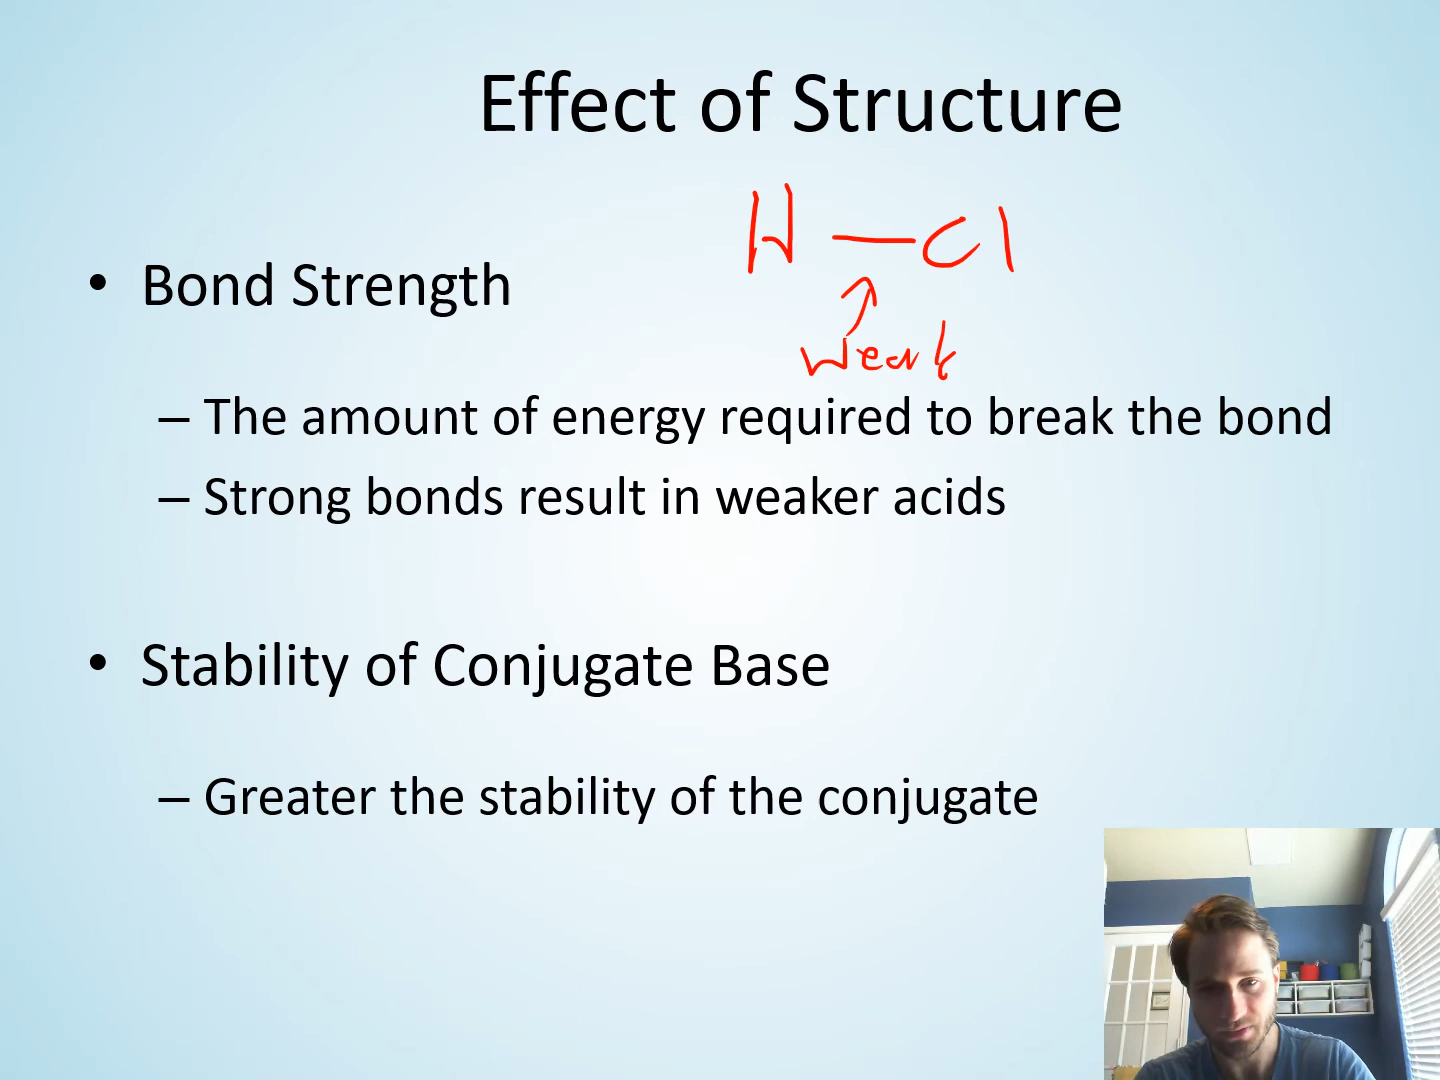 Effect of Structure
H — Cl
• Bond Strength
weak
– The amount of energy required to break the bond
– Strong bonds result in weaker acids
• Stability of Conjugate Base
– Greater the stability of the conjugate